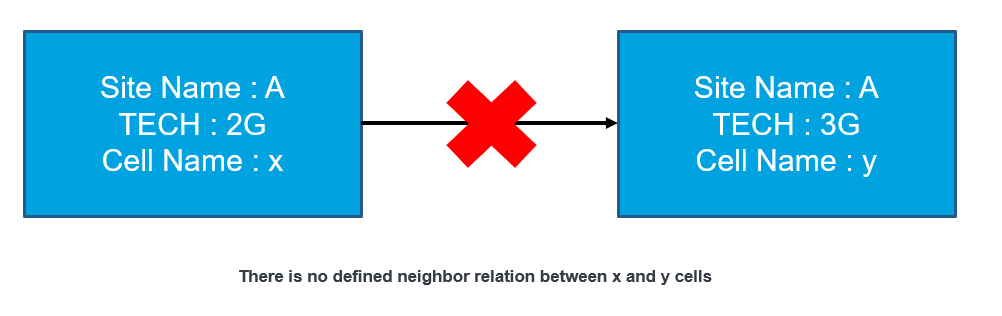 Site Name : A
TECH : 2G
Cell Name : x
Site Name : A
TECH : 3G
Cell Name : y
There is no defined neighbor relation between x and y cells